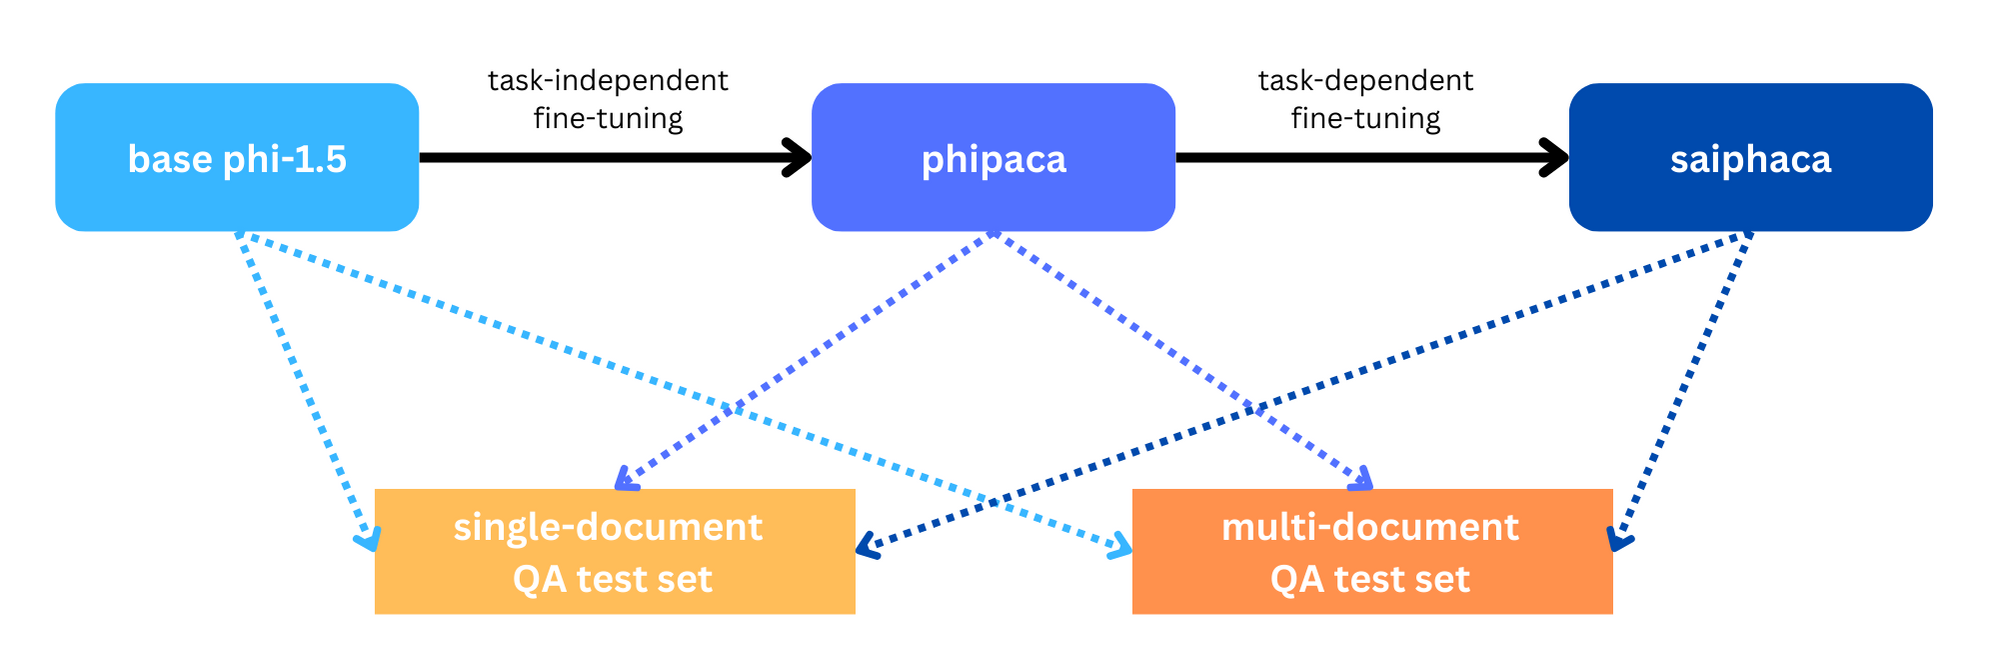 task-independent
fine-tuning
task-dependent
fine-tuning
base phi-1.5
phipaca
saiphaca
single-document
QA test set
multi-document
QA test set